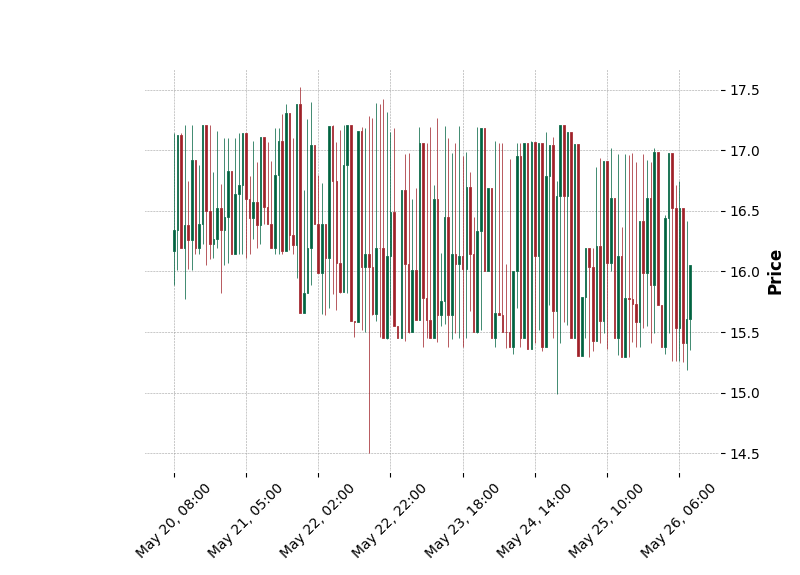 17.5
17.0
16.5
16.0
15.5
15.0
14.5
Price
May 20, 08:00
May 21, 05:00
May 22, 02:00
May 22, 22:00
May 23, 18:00
May 24, 14:00
May 25, 10:00
May 26, 06:00